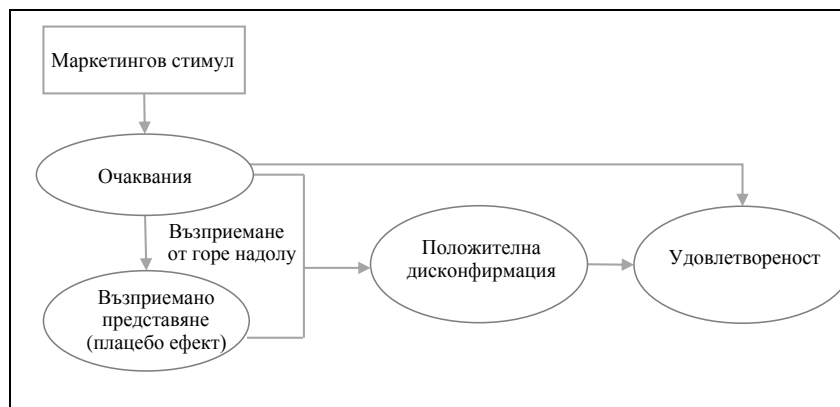 Маркетингов стимул
Очаквания
Възприемане
от горе надолу
Възприемано
представяне
(плацебо ефект)
Положителна
дисконфирмация
Удовлетвореност